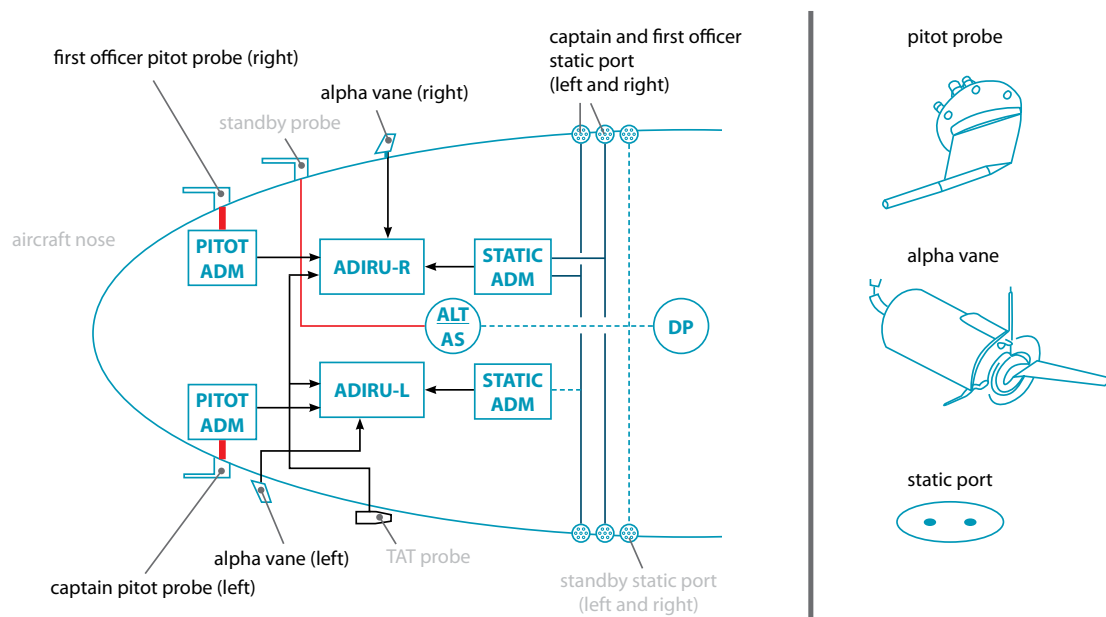 first officer pitot probe (right)
standby probe
alpha vane (right)
captain and first officer
static port
(left and right)
aircraft nose
PITOT
ADM
ADIRU-R
STATIC
ADM
ALT
AS
DP
PITOT
ADM
ADIRU-L
STATIC
ADM
alpha vane (left)
TAT probe
captain pitot probe (left)
standby static port
(left and right)
pitot probe
alpha vane
static port